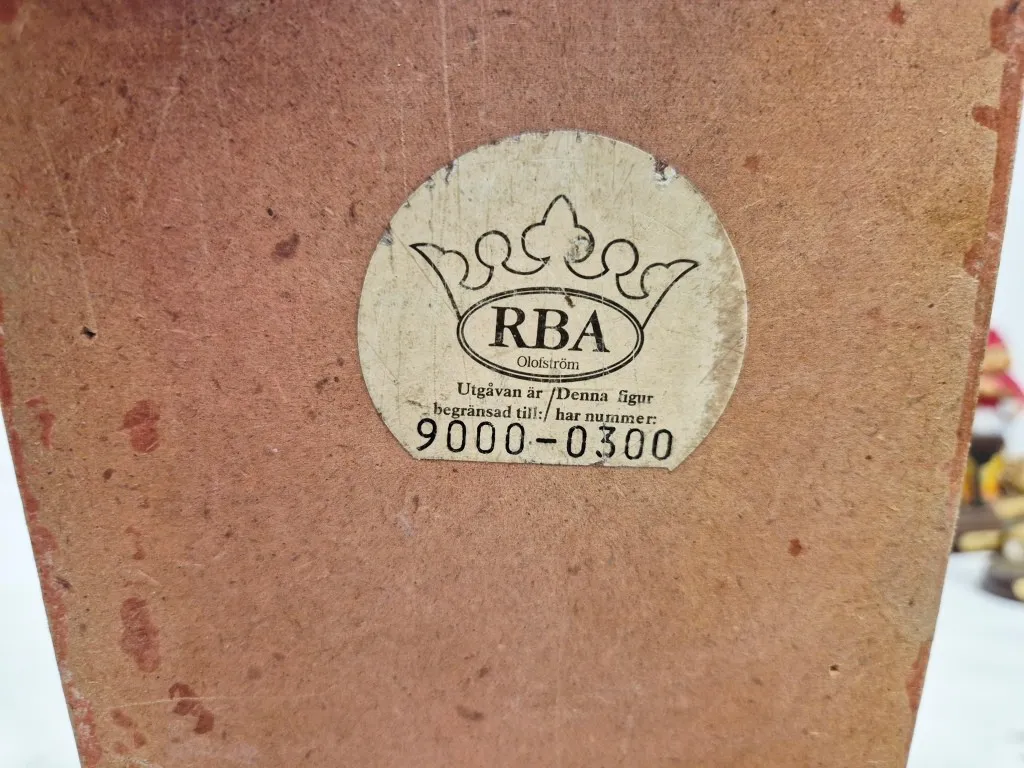 RBA
Olofström
Utgåvan är / Denna figur
begränsad till: / har nummer:
9000-0300